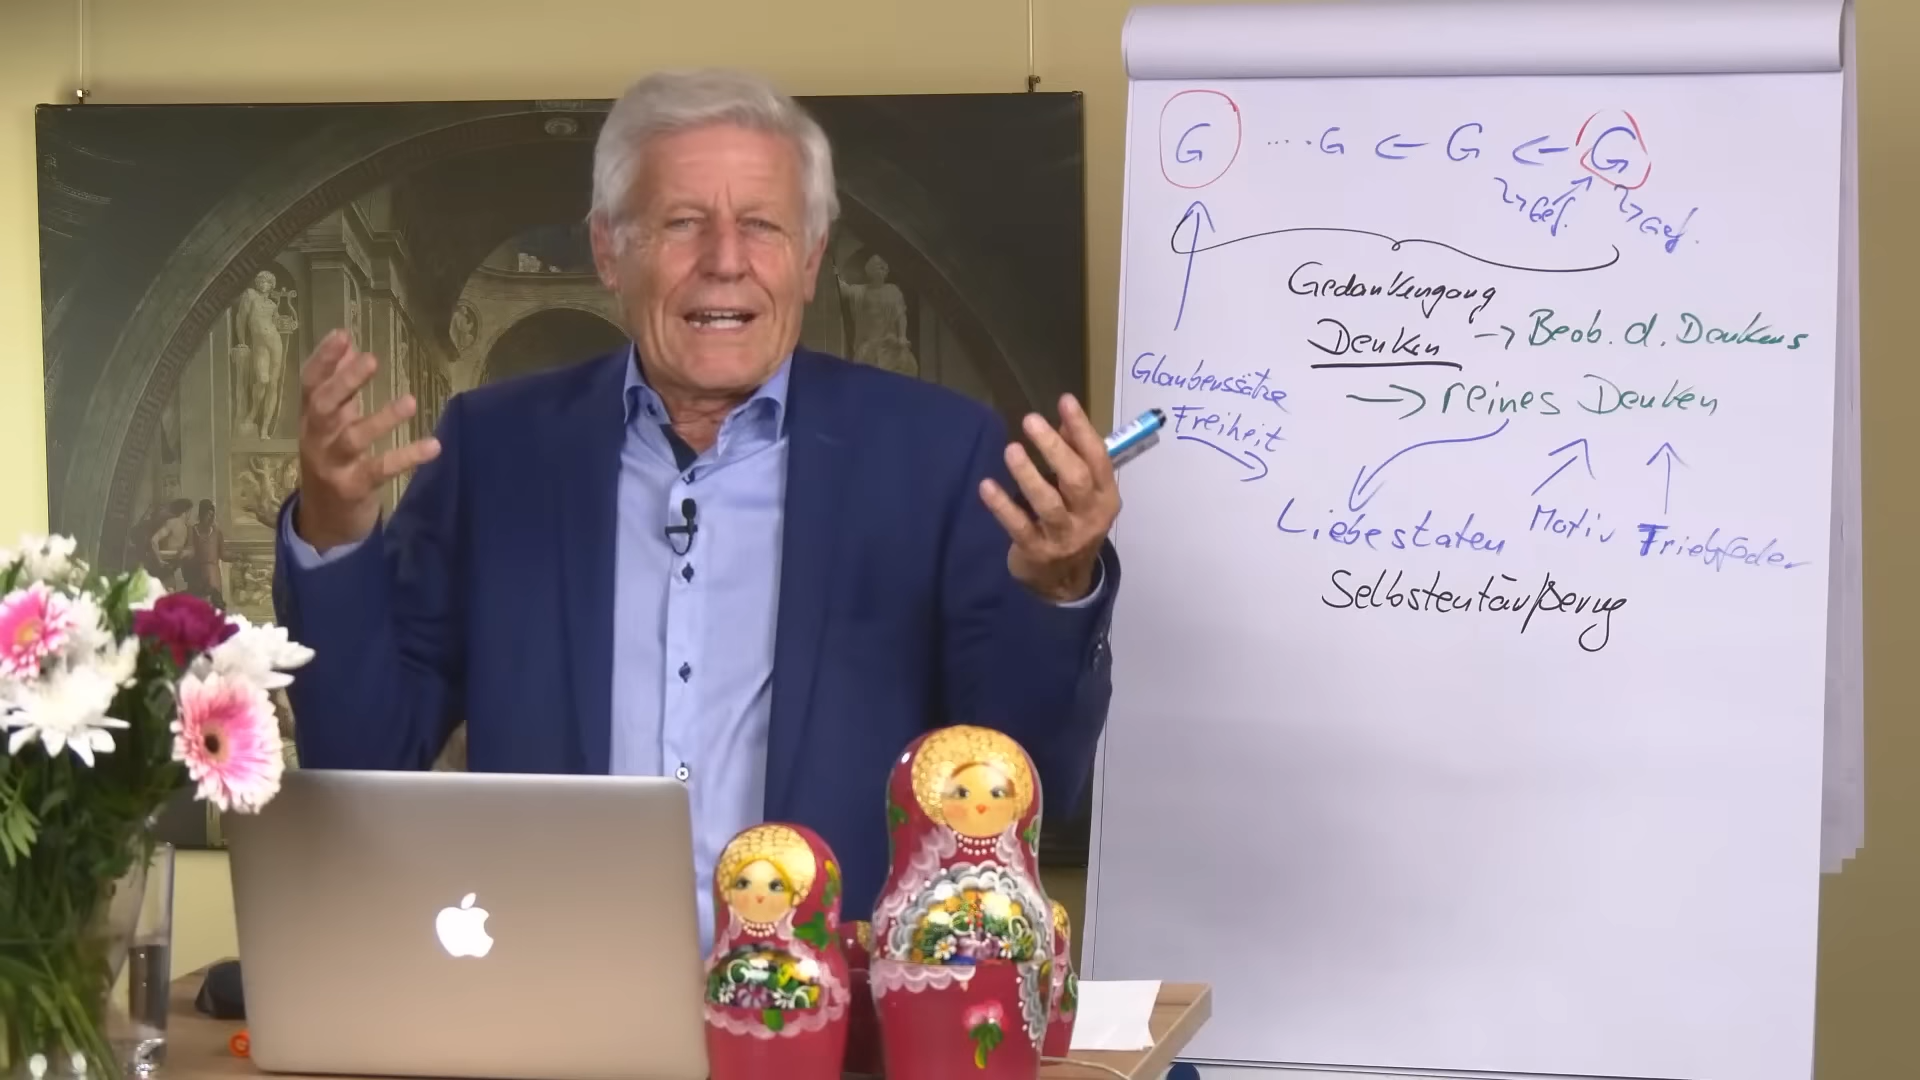 G ....G ← G ← G
Gef. Gef.
Gedankengang
Denken → Beob. d. Denkens
→ reines Denken
Glaubenssätze
Freiheit
Liebestaten Motiv Triebfeder
Selbstentäußerung